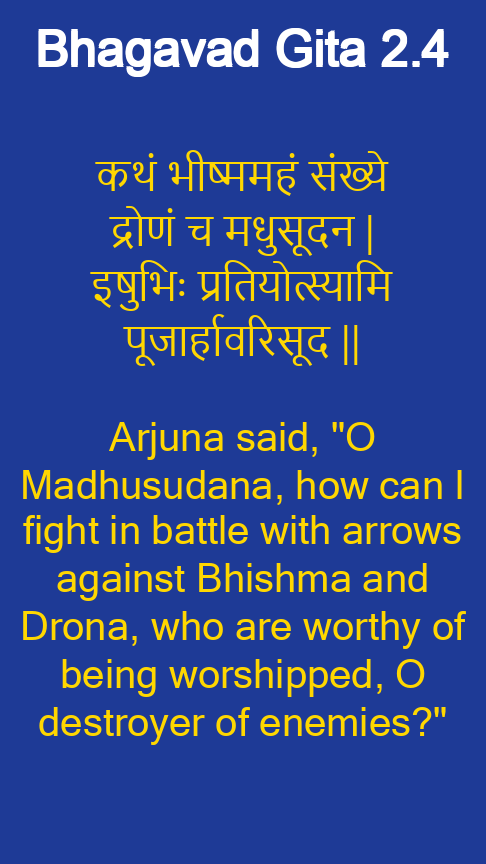 Bhagavad Gita 2.4
कथं भीष्ममहं संख्ये
द्रोणं च मधुसूदन |
इषुभिः प्रतियोत्स्यामि
पूजार्हावरिसूद ||
Arjuna said, "O
Madhusudana, how can I
fight in battle with arrows
against Bhishma and
Drona, who are worthy of
being worshipped, O
destroyer of enemies?"